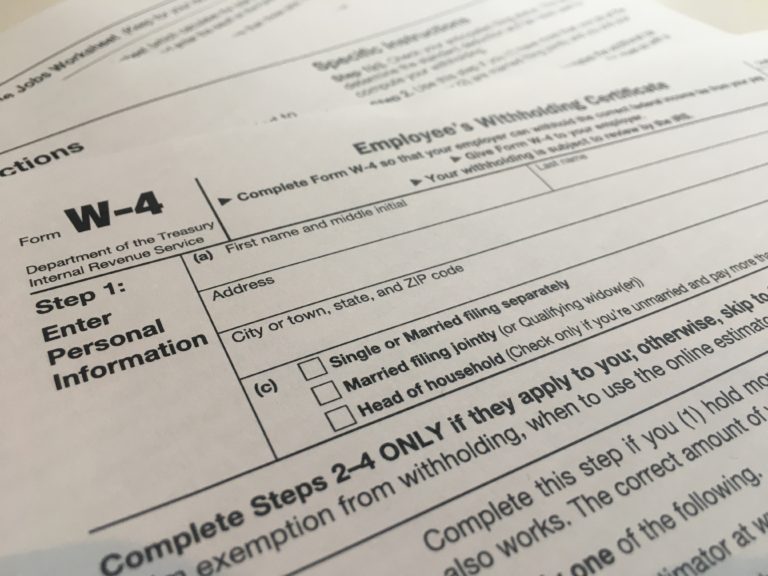 e Jobs Worksheet (Keep for your
Specific Instructions
ctions
Form W-4
Department of the Treasury
Internal Revenue Service
Employee's Withholding Certificate
▶ Complete Form W-4 so that your employer can withhold the correct federal income tax from your pay
▶ Give Form W-4 to your employer.
▶ Your withholding is subject to review by the IRS.
Step 1:
Enter
Personal
Information
(a) First name and middle initial
Last name
Address
City or town, state, and ZIP code
(c) Single or Married filing separately
Married filing jointly (or Qualifying widow(er))
Head of household (Check only if you're unmarried and pay more tha
Complete Steps 2–4 ONLY if they apply to you; otherwise, skip to
m exemption from withholding, when to use the online estimato
Complete this step if you (1) hold mo
also works. The correct amount of
ly one of the following.
stimator at w